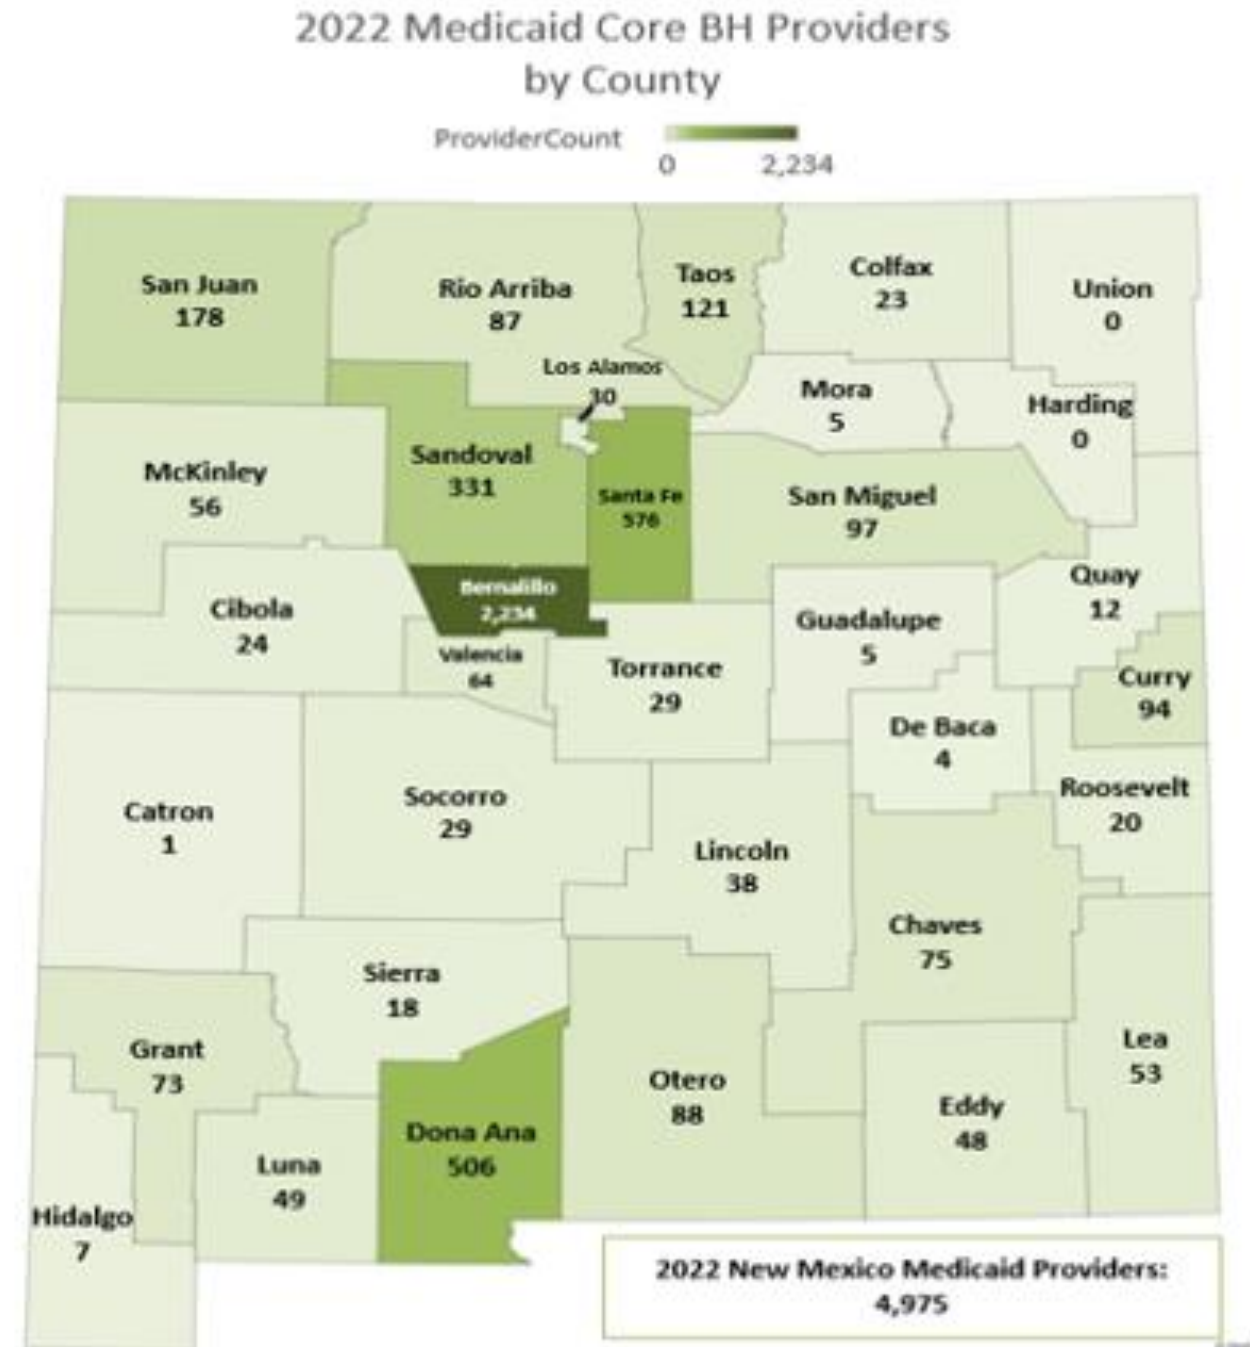 2022 Medicaid Core BH Providers
by County
ProviderCount
0 2,234
San Juan
178
Rio Arriba
87
Taos
121
Colfax
23
Union
0
Los Alamos
30
Mora
5
Harding
0
McKinley
56
Sandoval
331
Santa Fe
576
San Miguel
97
Quay
12
Cibola
24
Bernalillo
2,234
Valencia
64
Torrance
29
Guadalupe
5
Curry
94
De Baca
4
Catron
1
Socorro
29
Lincoln
38
Roosevelt
20
Chaves
75
Sierra
18
Grant
73
Dona Ana
506
Otero
88
Lea
53
Eddy
48
Luna
49
Hidalgo
7
2022 New Mexico Medicaid Providers:
4,975